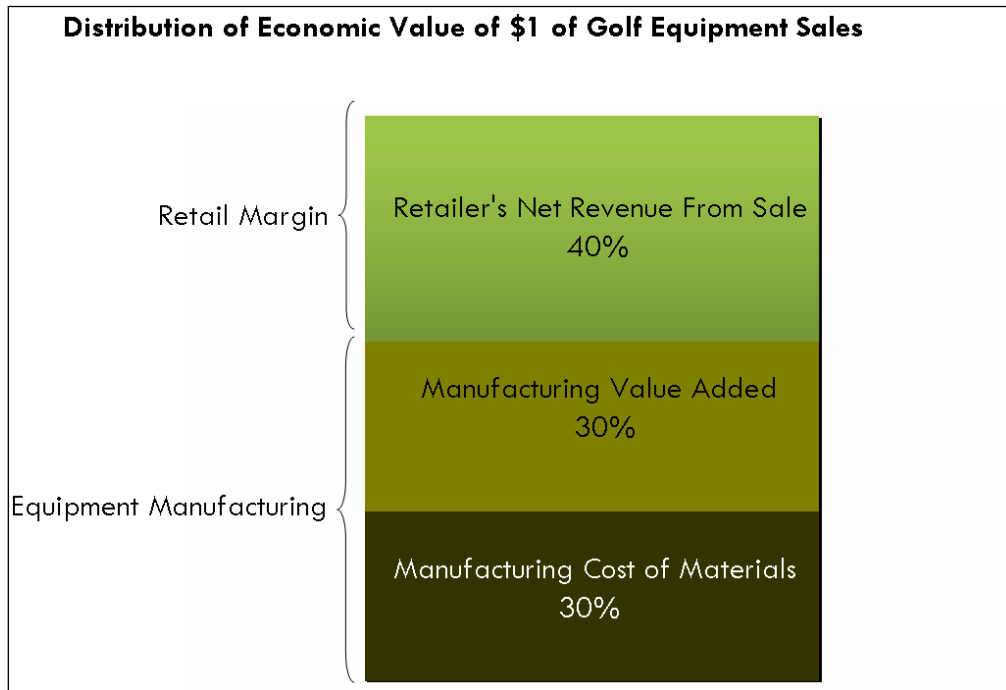 Distribution of Economic Value of $1 of Golf Equipment Sales
Retail Margin
Retailer's Net Revenue From Sale
40%
Manufacturing Value Added
30%
Equipment Manufacturing
Manufacturing Cost of Materials
30%